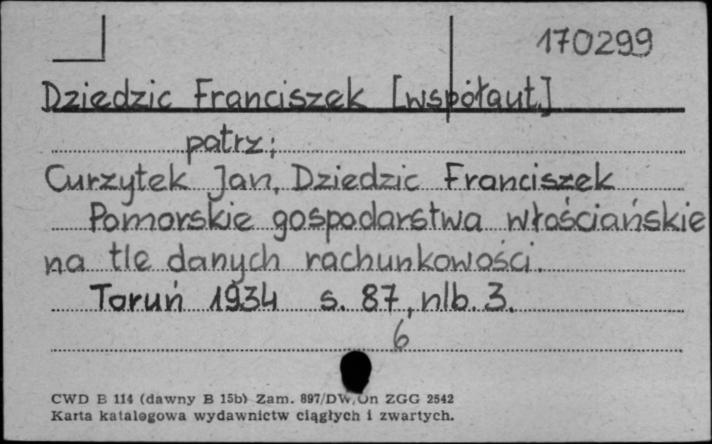 170299
Dziedzic Franciszek [współaut.]
patrz:
Curzytek Jan, Dziedzic Franciszek
Pomorskie gospodarstwa włościańskie
na tle danych rachunkowości.
Toruń 1934 s. 87, nlb. 3.
6
CWD B 114 (dawny B 15b) Zam. 897/DW/On ZGG 2542
Karta katalogowa wydawnictw ciągłych i zwartych.